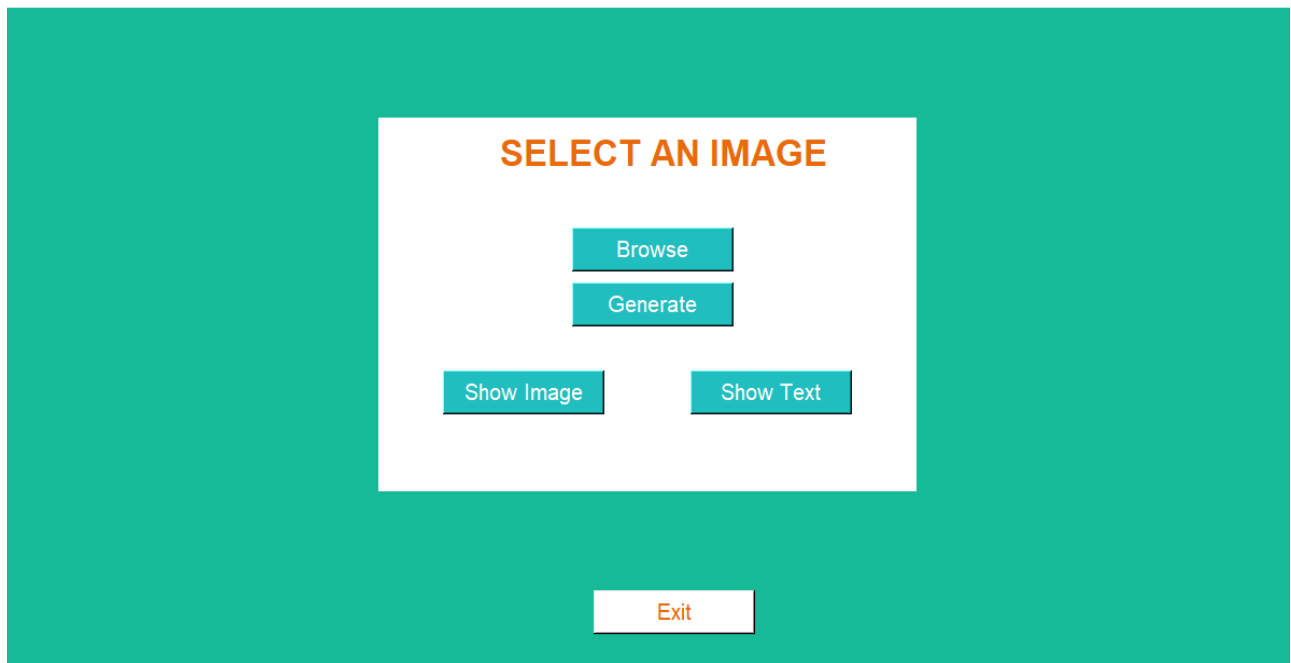 SELECT AN IMAGE
Browse
Generate
Show Image Show Text
Exit